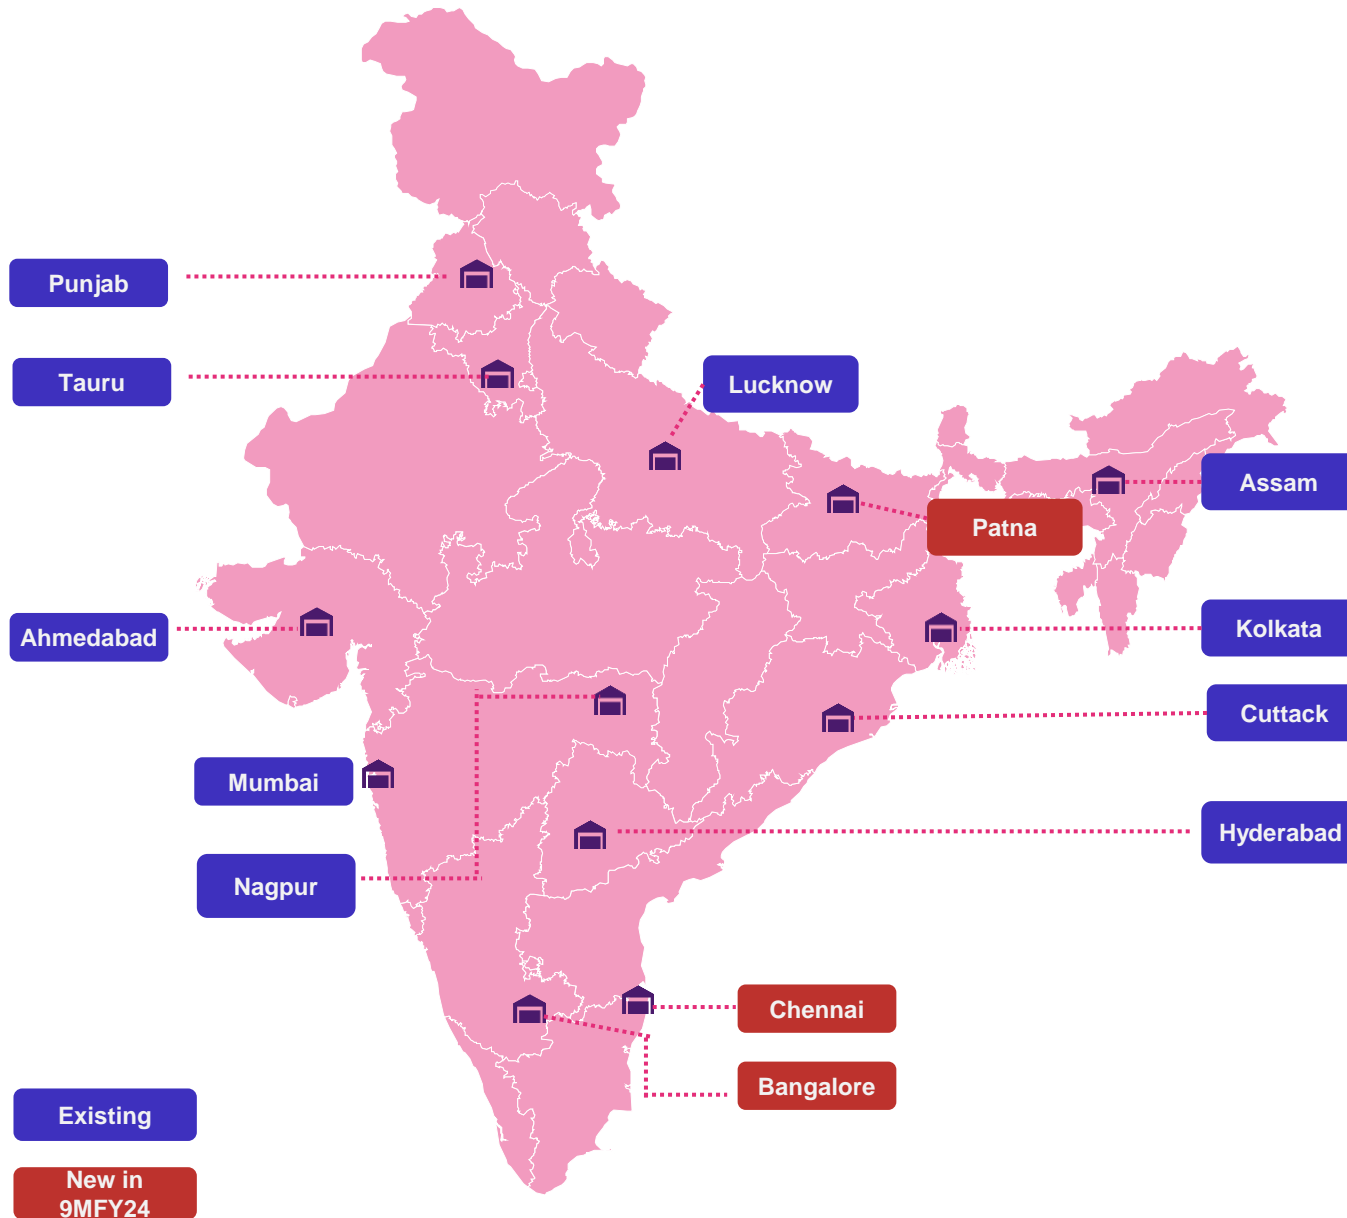 Punjab
Tauru
Lucknow
Assam
Patna
Ahmedabad
Kolkata
Cuttack
Mumbai
Hyderabad
Nagpur
Chennai
Bangalore
Existing
New in
9MFY24